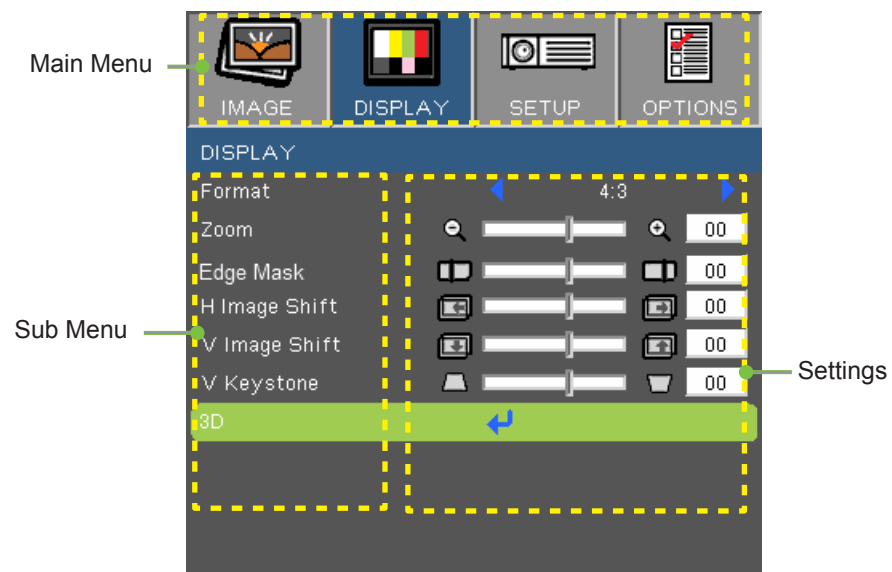 Main Menu
IMAGE DISPLAY SETUP OPTIONS
DISPLAY
Format 4:3
Zoom 00
Edge Mask 00
H Image Shift 00
Sub Menu
V Image Shift 00
Settings
V Keystone 00
3D